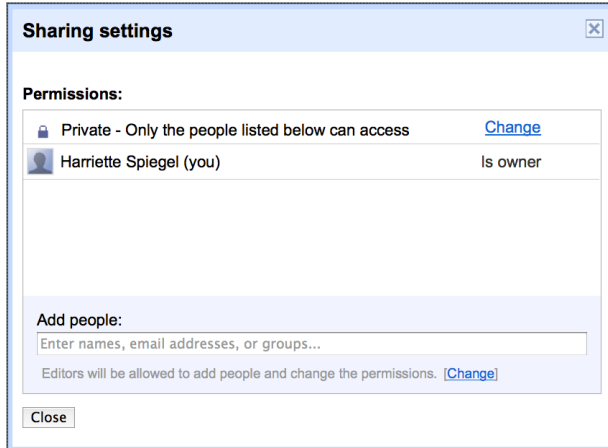 Sharing settings
Permissions:
Private - Only the people listed below can access Change
Harriette Spiegel (you) Is owner
Add people:
Enter names, email addresses, or groups...
Editors will be allowed to add people and change the permissions. [Change]
Close